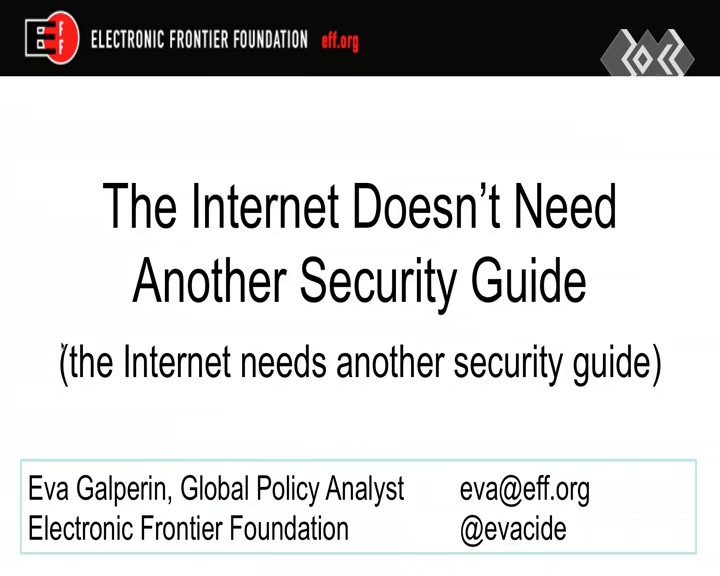 EFF ELECTRONIC FRONTIER FOUNDATION eff.org
The Internet Doesn't Need
Another Security Guide
(the Internet needs another security guide)
Eva Galperin, Global Policy Analyst eva@eff.org
Electronic Frontier Foundation @evacide